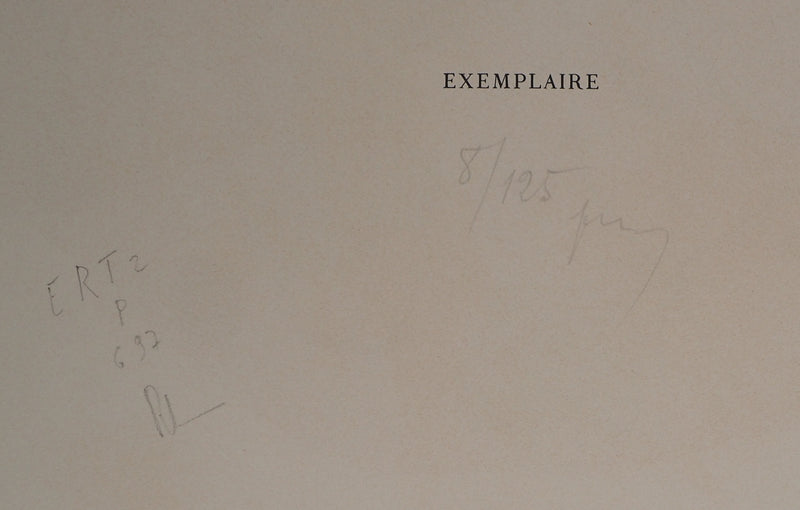 EXEMPLAIRE
8/125
ERT2
P
697